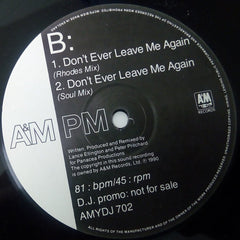 B:
1. Don't Ever Leave Me Again
(Rhodes Mix)
2. Don't Ever Leave Me Again
(Soul Mix)
A&M PM
A&M
RECORDS
Written, Produced and Remixed by
Lance Ellington and Peter Pritchard
for Panacea Productions
The copyright in this sound recording
is owned by A&M Records Ltd. ℗ 1990
81 : bpm/45 : rpm
D.J. promo: not for sale
AMYDJ 702